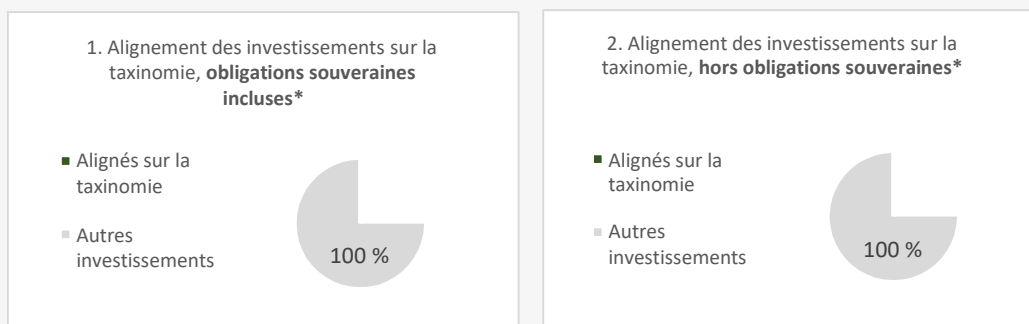 1. Alignement des investissements sur la
taxinomie, obligations souveraines
incluses*
Alignés sur la
taxinomie
Autres
investissements
100 %
2. Alignement des investissements sur la
taxinomie, hors obligations souveraines*
Alignés sur la
taxinomie
Autres
investissements
100 %